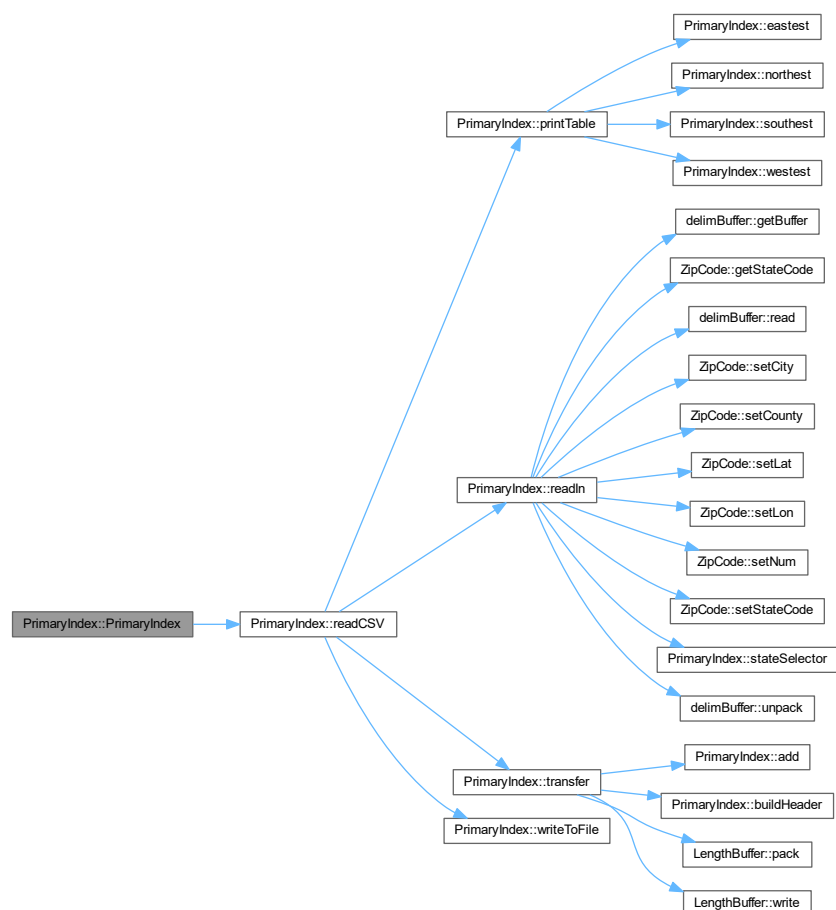 PrimaryIndex::eastest
PrimaryIndex::northest
PrimaryIndex::printTable
PrimaryIndex::southest
PrimaryIndex::westest
delimBuffer::getBuffer
ZipCode::getStateCode
delimBuffer::read
ZipCode::setCity
ZipCode::setCounty
ZipCode::setLat
PrimaryIndex::readIn
ZipCode::setLon
ZipCode::setNum
ZipCode::setStateCode
PrimaryIndex::PrimaryIndex
PrimaryIndex::readCSV
PrimaryIndex::stateSelector
delimBuffer::unpack
PrimaryIndex::add
PrimaryIndex::transfer
PrimaryIndex::buildHeader
PrimaryIndex::writeToFile
LengthBuffer::pack
LengthBuffer::write